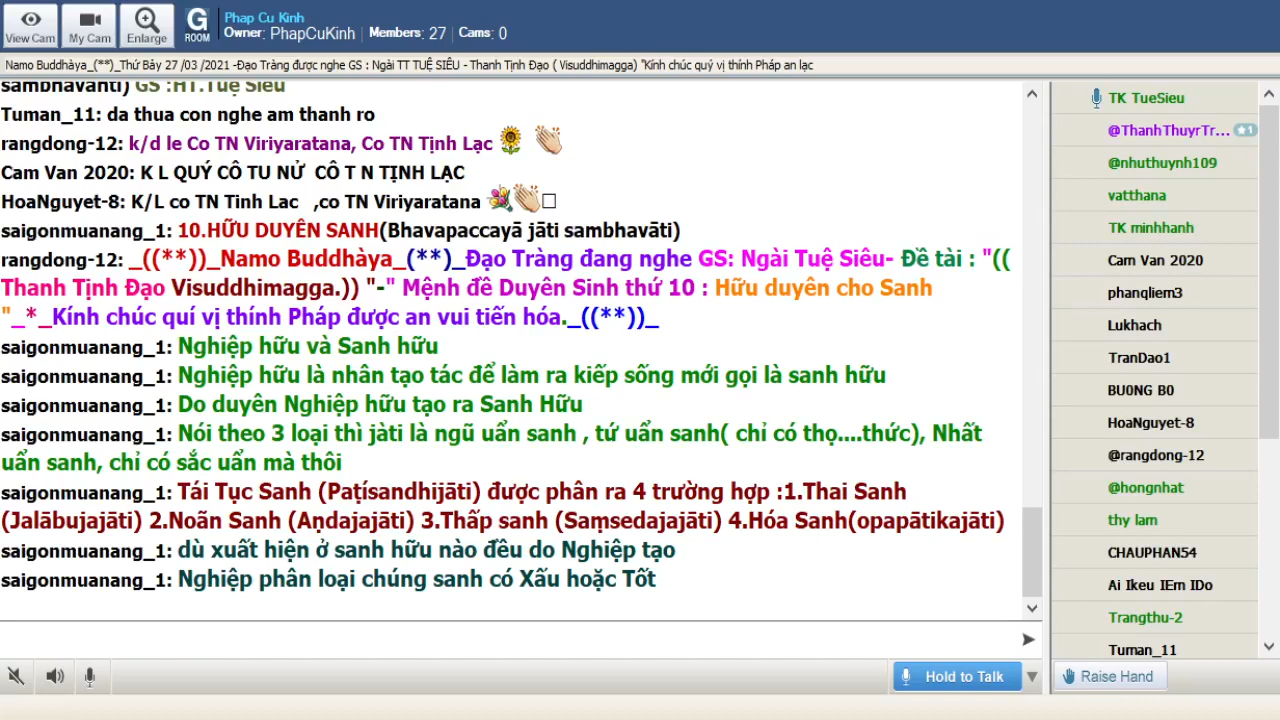 View Cam
My Cam
Enlarge
G
ROOM
Phap Cu Kinh
Owner: PhapCuKinh Members: 27 Cams: 0
Namo Buddhàya_(**)_Thứ Bảy 27 /03 /2021 -Đạo Tràng được nghe GS : Ngài TT TUỆ SIÊU - Thanh Tịnh Đạo ( Visuddhimagga) "Kính chúc quý vị thính Pháp an lạc
sambhavanti) GS :HT.Tuệ Siêu
Tuman_11: da thua con nghe am thanh ro
rangdong-12: k/d le Co TN Viriyaratana, Co TN Tịnh Lạc
Cam Van 2020: K L QUÝ CÔ TU NỬ CÔ T N TỊNH LẠC
HoaNguyet-8: K/L co TN Tinh Lac ,co TN Viriyaratana
saigonmuanang_1: 10.HỮU DUYÊN SANH(Bhavapaccayā jāti sambhavāti)
rangdong-12: _((**))_Namo Buddhàya_(**)_Đạo Tràng đang nghe GS: Ngài Tuệ Siêu- Đề tài : "((
Thanh Tịnh Đạo Visuddhimagga.)) "-" Mệnh đề Duyên Sinh thứ 10 : Hữu duyên cho Sanh
"_*_Kính chúc quí vị thính Pháp được an vui tiến hóa._((**))_
saigonmuanang_1: Nghiệp hữu và Sanh hữu
saigonmuanang_1: Nghiệp hữu là nhân tạo tác để làm ra kiếp sống mới gọi là sanh hữu
saigonmuanang_1: Do duyên Nghiệp hữu tạo ra Sanh Hữu
saigonmuanang_1: Nói theo 3 loại thì jàti là ngũ uẩn sanh , tứ uẩn sanh( chỉ có thọ....thức), Nhất
uẩn sanh, chỉ có sắc uẩn mà thôi
saigonmuanang_1: Tái Tục Sanh (Paṭísandhijāti) được phân ra 4 trường hợp :1.Thai Sanh
(Jalābujajāti) 2.Noãn Sanh (Aṇdajajāti) 3.Thấp sanh (Saṃsedajajāti) 4.Hóa Sanh(opapātikajāti)
saigonmuanang_1: dù xuất hiện ở sanh hữu nào đều do Nghiệp tạo
saigonmuanang_1: Nghiệp phân loại chúng sanh có Xấu hoặc Tốt
Hold to Talk
TK TueSieu
@ThanhThuyrTr... 1
@nhuthuynh109
vatthana
TK minhhanh
Cam Van 2020
phanqliem3
Lukhach
TranDao1
BU0NG B0
HoaNguyet-8
@rangdong-12
@hongnhat
thy lam
CHAUPHAN54
Ai Ikeu IEm IDo
Trangthu-2
Tuman_11
Raise Hand